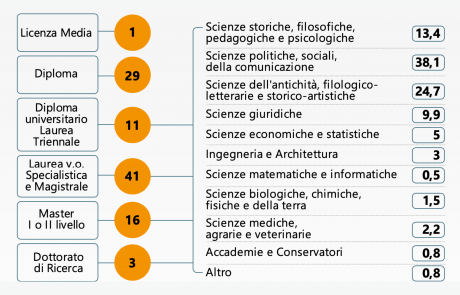 Licenza Media
1
Diploma
29
Diploma
universitario
Laurea
Triennale
11
Laurea v.o.
Specialistica
e Magistrale
41
Master
I o II livello
16
Dottorato
di Ricerca
3
Scienze storiche, filosofiche,
pedagogiche e psicologiche
13,4
Scienze politiche, sociali,
della comunicazione
38,1
Scienze dell'antichità, filologico-
letterarie e storico-artistiche
24,7
Scienze giuridiche
9,9
Scienze economiche e statistiche
5
Ingegneria e Architettura
3
Scienze matematiche e informatiche
0,5
Scienze biologiche, chimiche,
fisiche e della terra
1,5
Scienze mediche,
agrarie e veterinarie
2,2
Accademie e Conservatori
0,8
Altro
0,8